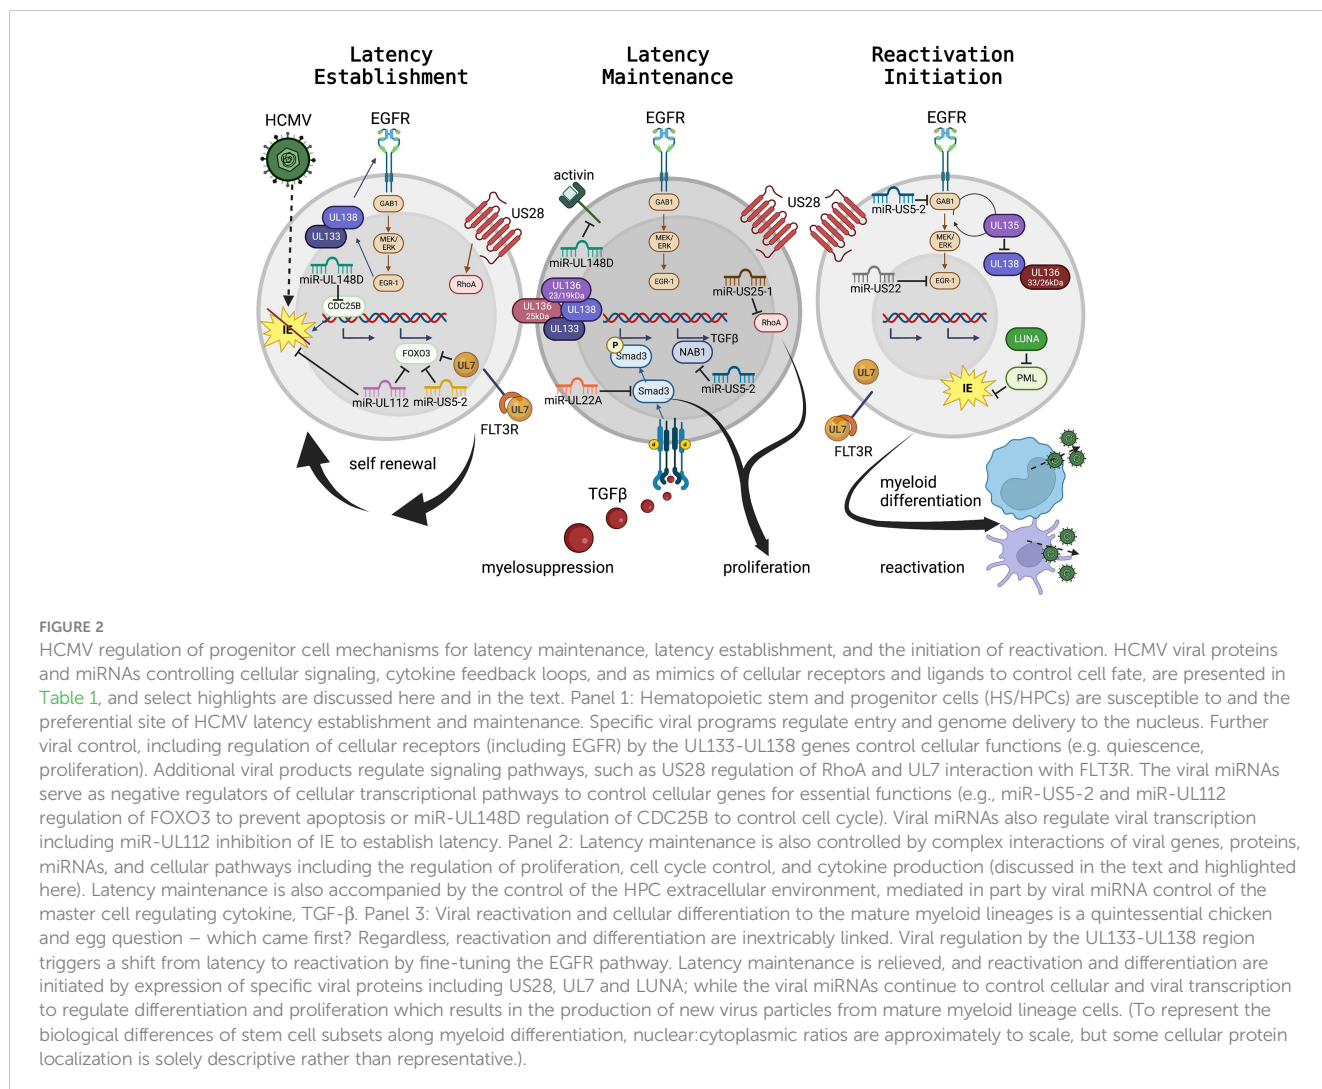 Latency
Establishment
Latency
Maintenance
Reactivation
Initiation
HCMV
EGFR
GAB1
MEK/
ERK
EGR-1
UL138
UL133
US28
RhoA
miR-UL148D
CDC25B
IE
FOXO3
UL7
miR-UL112
miR-US5-2
UL7
FLT3R
self renewal
EGFR
activin
GAB1
MEK/
ERK
EGR-1
US28
miR-UL148D
UL136
23/19kDa
UL136
25kDa
UL138
UL133
miR-US25-1
RhoA
TGFβ
P
Smad3
NAB1
miR-US5-2
miR-UL22A
Smad3
P
P
TGFβ
myelosuppression
proliferation
EGFR
miR-US5-2
GAB1
MEK/
ERK
EGR-1
UL135
UL138
UL136
33/26kDa
miR-US22
LUNA
PML
IE
UL7
UL7
FLT3R
myeloid
differentiation
reactivation
FIGURE 2
HCMV regulation of progenitor cell mechanisms for latency maintenance, latency establishment, and the initiation of reactivation. HCMV viral proteins
and miRNAs controlling cellular signaling, cytokine feedback loops, and as mimics of cellular receptors and ligands to control cell fate, are presented in
Table 1, and select highlights are discussed here and in the text. Panel 1: Hematopoietic stem and progenitor cells (HS/HPCs) are susceptible to and the
preferential site of HCMV latency establishment and maintenance. Specific viral programs regulate entry and genome delivery to the nucleus. Further
viral control, including regulation of cellular receptors (including EGFR) by the UL133-UL138 genes control cellular functions (e.g. quiescence,
proliferation). Additional viral products regulate signaling pathways, such as US28 regulation of RhoA and UL7 interaction with FLT3R. The viral miRNAs
serve as negative regulators of cellular transcriptional pathways to control cellular genes for essential functions (e.g., miR-US5-2 and miR-UL112
regulation of FOXO3 to prevent apoptosis or miR-UL148D regulation of CDC25B to control cell cycle). Viral miRNAs also regulate viral transcription
including miR-UL112 inhibition of IE to establish latency. Panel 2: Latency maintenance is also controlled by complex interactions of viral genes, proteins,
miRNAs, and cellular pathways including the regulation of proliferation, cell cycle control, and cytokine production (discussed in the text and highlighted
here). Latency maintenance is also accompanied by the control of the HPC extracellular environment, mediated in part by viral miRNA control of the
master cell regulating cytokine, TGF-β. Panel 3: Viral reactivation and cellular differentiation to the mature myeloid lineages is a quintessential chicken
and egg question – which came first? Regardless, reactivation and differentiation are inextricably linked. Viral regulation by the UL133-UL138 region
triggers a shift from latency to reactivation by fine-tuning the EGFR pathway. Latency maintenance is relieved, and reactivation and differentiation are
initiated by expression of specific viral proteins including US28, UL7 and LUNA; while the viral miRNAs continue to control cellular and viral transcription
to regulate differentiation and proliferation which results in the production of new virus particles from mature myeloid lineage cells. (To represent the
biological differences of stem cell subsets along myeloid differentiation, nuclear:cytoplasmic ratios are approximately to scale, but some cellular protein
localization is solely descriptive rather than representative.).